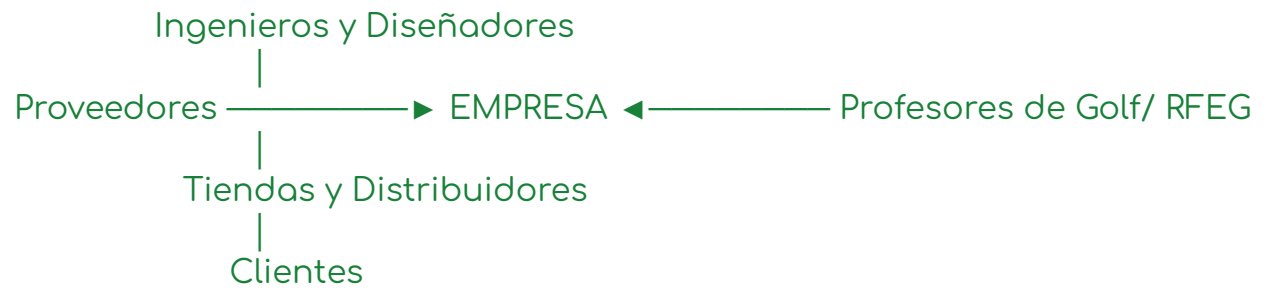 Ingenieros y Diseñadores
Proveedores ────────► EMPRESA ◄──────── Profesores de Golf/ RFEG
Tiendas y Distribuidores
Clientes